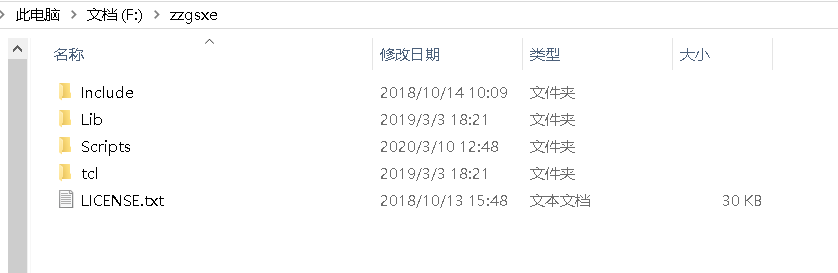 此电脑 > 文档 (F:) > zzgsxe
名称 修改日期 类型 大小
Include 2018/10/14 10:09 文件夹
Lib 2019/3/3 18:21 文件夹
Scripts 2020/3/10 12:48 文件夹
tcl 2019/3/3 18:21 文件夹
LICENSE.txt 2018/10/13 15:48 文本文档 30 KB